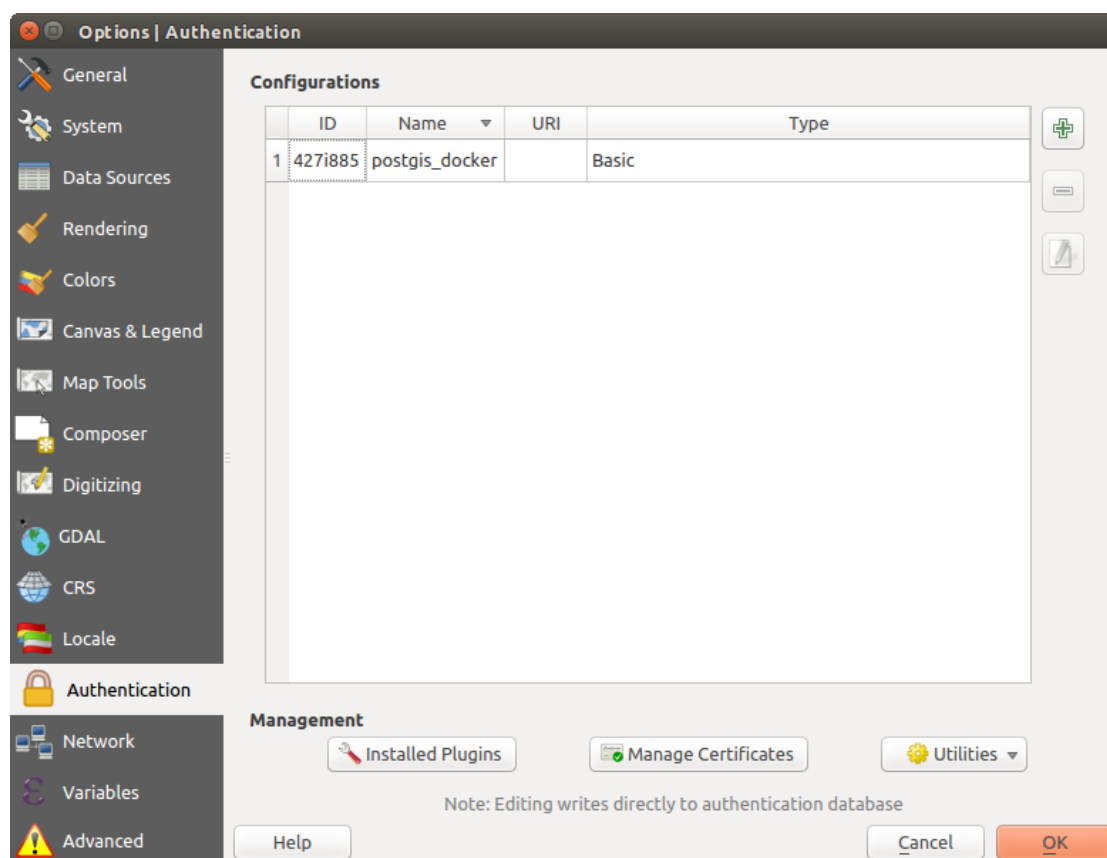 Options | Authentication
General
System
Data Sources
Rendering
Colors
Canvas & Legend
Map Tools
Composer
Digitizing
GDAL
CRS
Locale
Authentication
Network
Variables
Advanced
Configurations
ID Name URI Type
1 427i885 postgis_docker Basic
Management
Installed Plugins Manage Certificates Utilities
Note: Editing writes directly to authentication database
Help Cancel OK